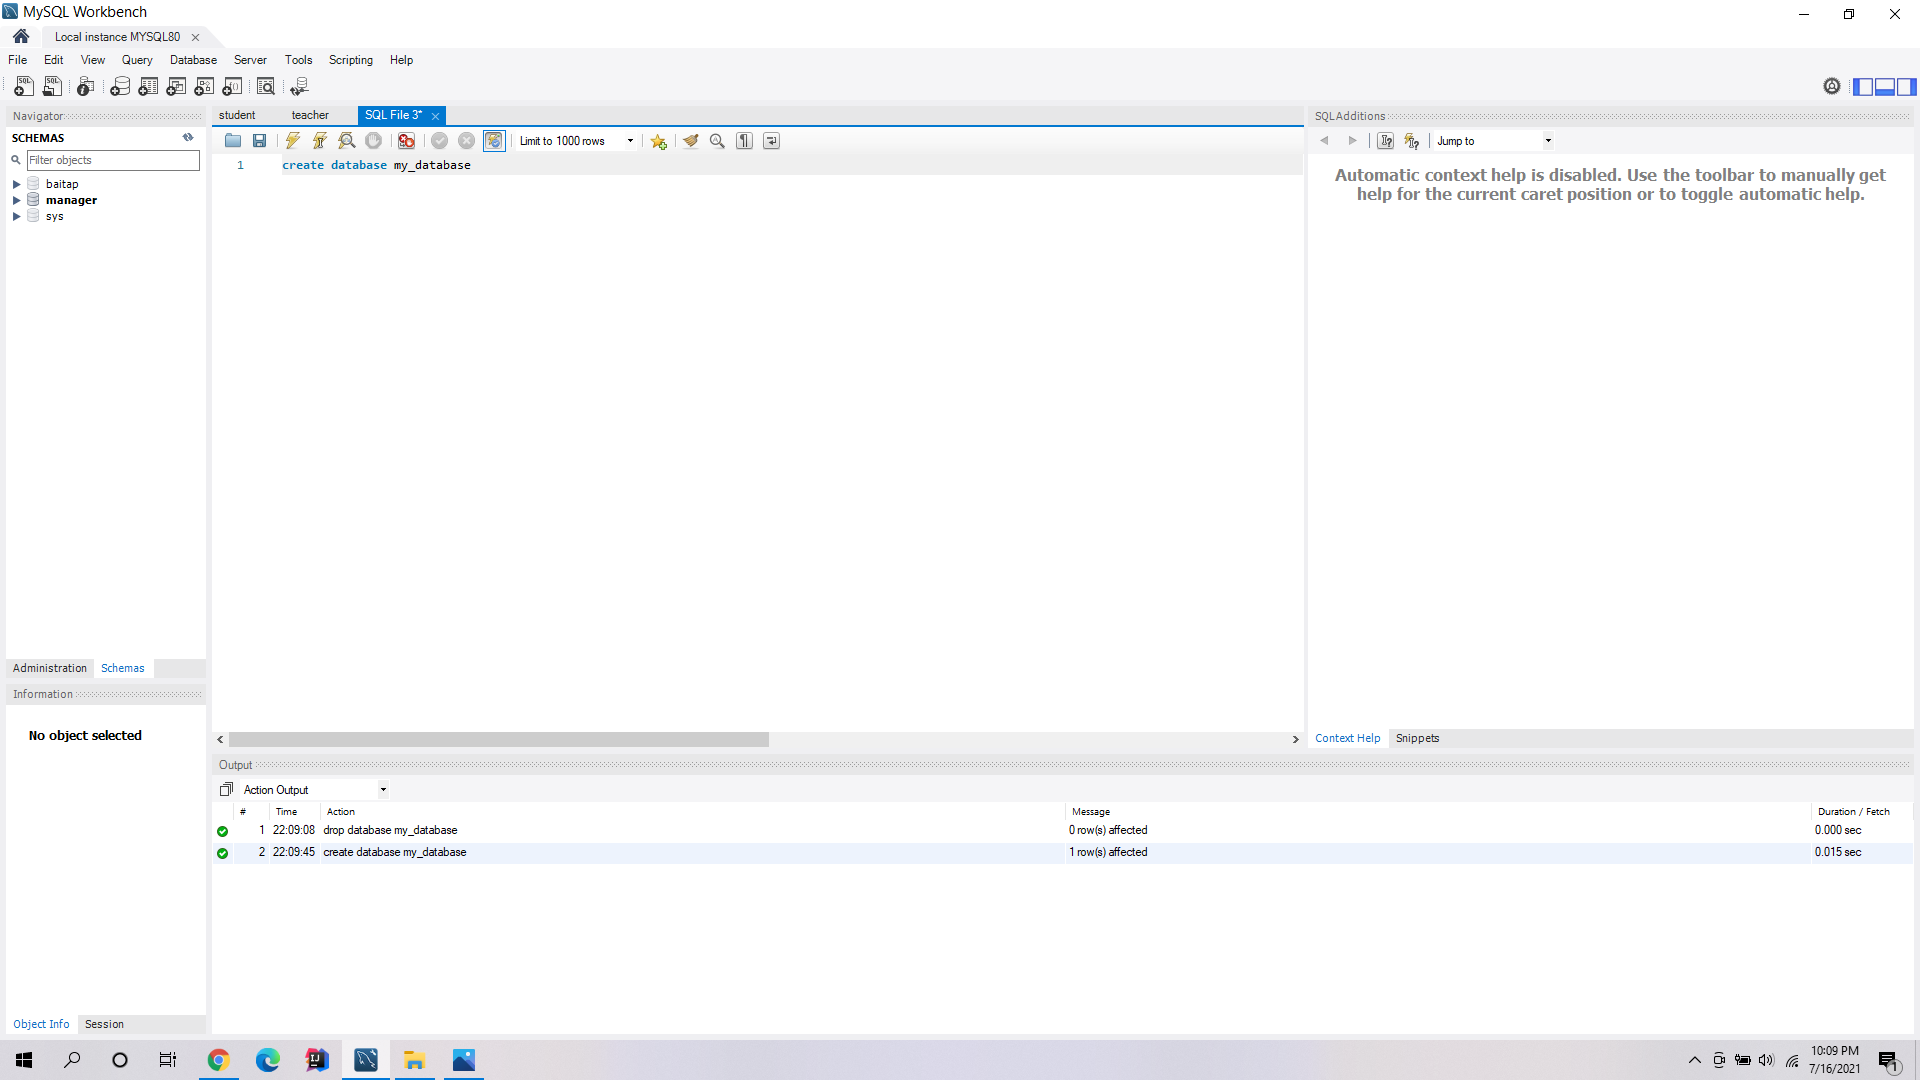 MySQL Workbench
Local instance MYSQL80
File Edit View Query Database Server Tools Scripting Help
Navigator
SCHEMAS
Filter objects
baitap
manager
sys
Administration Schemas
Information
No object selected
Object Info Session
student teacher SQL File 3*
Limit to 1000 rows
1 create database my_database
SQLAdditions
Jump to
Automatic context help is disabled. Use the toolbar to manually get
help for the current caret position or to toggle automatic help.
Context Help Snippets
Output
Action Output
# Time Action Message Duration / Fetch
1 22:09:08 drop database my_database 0 row(s) affected 0.000 sec
2 22:09:45 create database my_database 1 row(s) affected 0.015 sec
10:09 PM
7/16/2021
1